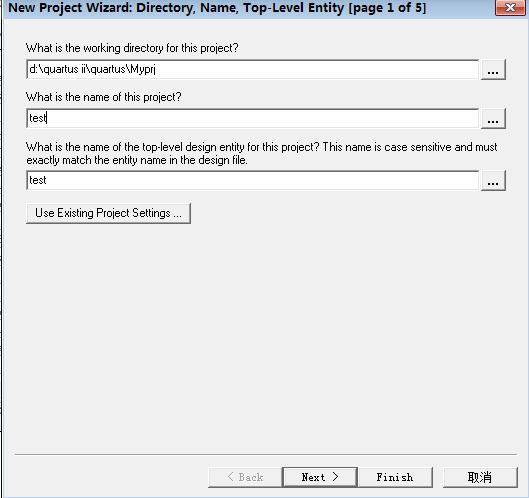 New Project Wizard: Directory, Name, Top-Level Entity [page 1 of 5]
What is the working directory for this project?
d:\quartus ii\quartus\Myprj
...
What is the name of this project?
test
...
What is the name of the top-level design entity for this project? This name is case sensitive and must
exactly match the entity name in the design file.
test
...
Use Existing Project Settings ...
< Back
Next >
Finish
取消